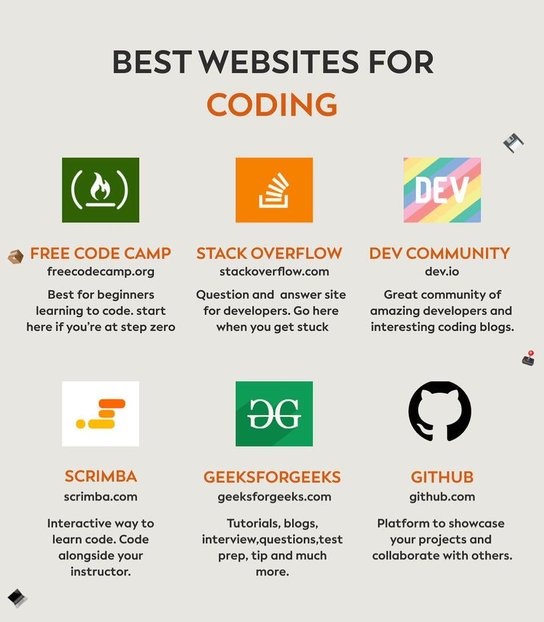 BEST WEBSITES FOR
CODING
DEV
FREE CODE CAMP
freecodecamp.org
Best for beginners
learning to code. start
here if you're at step zero
STACK OVERFLOW
stackoverflow.com
Question and answer site
for developers. Go here
when you get stuck
DEV COMMUNITY
dev.io
Great community of
amazing developers and
interesting coding blogs.
SCRIMBA
scrimba.com
Interactive way to
learn code. Code
alongside your
instructor.
GEEKSFORGEEKS
geeksforgeeks.com
Tutorials, blogs,
interview,questions,test
prep, tip and much
more.
GITHUB
github.com
Platform to showcase
your projects and
collaborate with others.